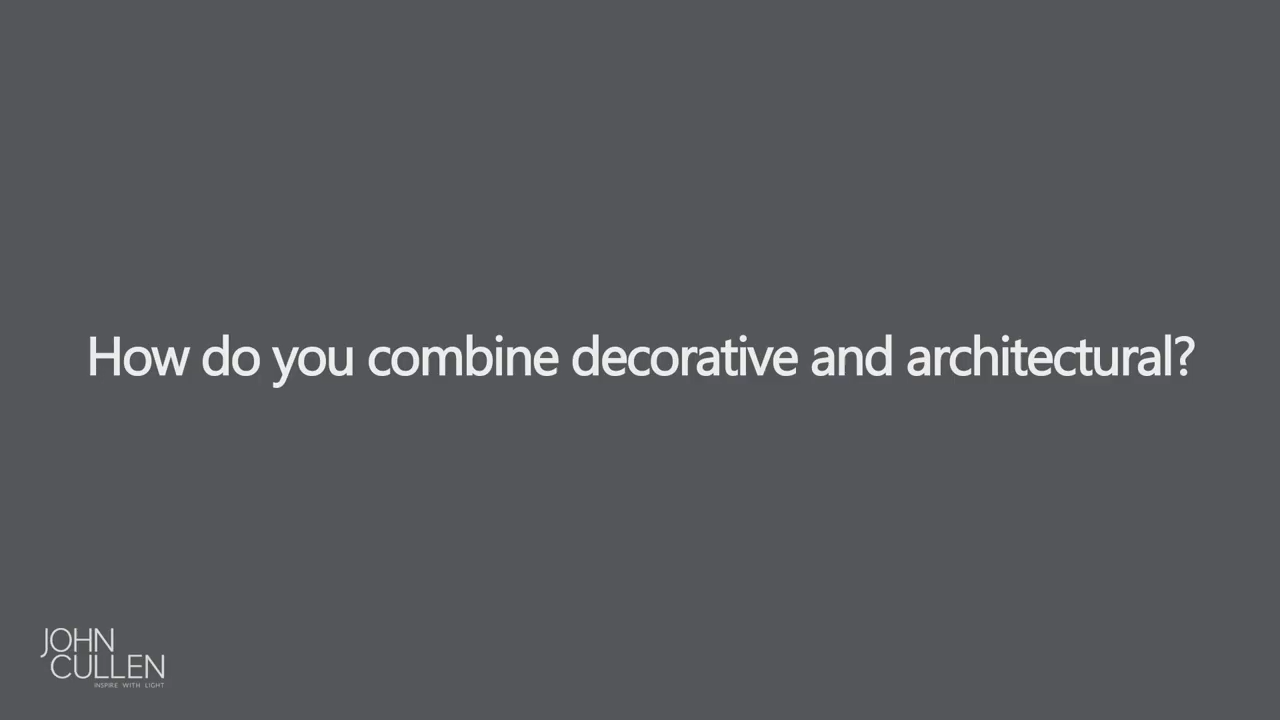 How do you combine decorative and architectural?
JOHN
CULLEN
INSPIRE WITH LIGHT